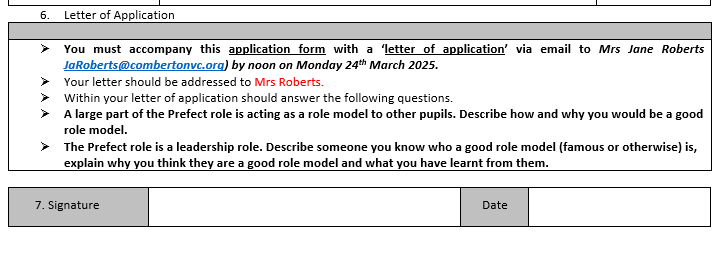 6. Letter of Application
➤ You must accompany this application form with a ‘letter of application’ via email to Mrs Jane Roberts
JaRoberts@combertonvc.org) by noon on Monday 24th March 2025.
➤ Your letter should be addressed to Mrs Roberts.
➤ Within your letter of application should answer the following questions.
➤ A large part of the Prefect role is acting as a role model to other pupils. Describe how and why you would be a good
role model.
➤ The Prefect role is a leadership role. Describe someone you know who a good role model (famous or otherwise) is,
explain why you think they are a good role model and what you have learnt from them.
7. Signature Date